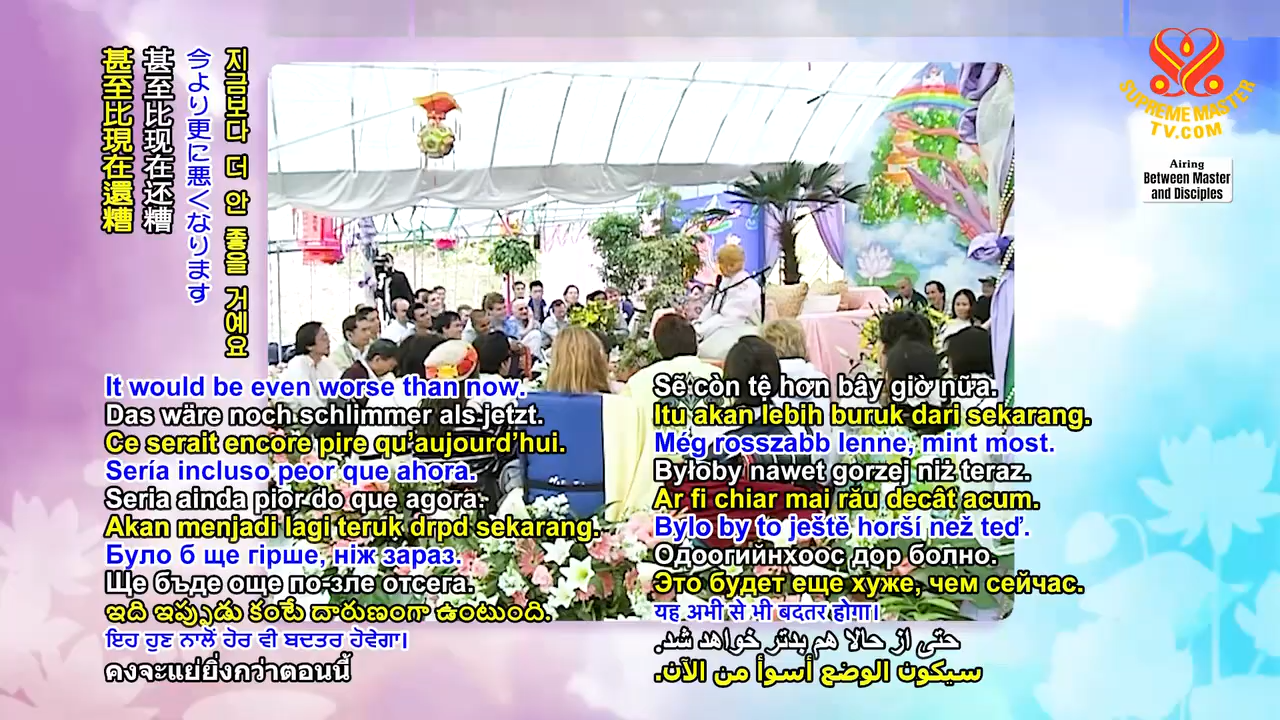 甚至比現在還糟
甚至比现在还糟
今より更に悪くなります
지금보다 더 안 좋을 거예요
SUPREME MASTER
TV.COM
Airing
Between Master
and Disciples
It would be even worse than now.
Das wäre noch schlimmer als jetzt.
Ce serait encore pire qu’aujourd’hui.
Sería incluso peor que ahora.
Seria ainda pior do que agora.
Akan menjadi lagi teruk drpd sekarang.
Було б ще гірше, ніж зараз.
Ще бъде още по-зле отсега.
ఇది ఇప్పుడు కంటే దారుణంగా ఉంటుంది.
ਇਹ ਹੁਣ ਨਾਲੋਂ ਹੋਰ ਵੀ ਬਦਤਰ ਹੋਵੇਗਾ।
คงจะแย่ยิ่งกว่าตอนนี้
Sẽ còn tệ hơn bây giờ nữa.
Itu akan lebih buruk dari sekarang.
Még rosszabb lenne, mint most.
Byłoby nawet gorzej niż teraz.
Ar fi chiar mai rău decât acum.
Bylo by to ještě horší než teď.
Одоогийнхоос дор болно.
Это будет еще хуже, чем сейчас.
यह अभी से भी बदतर होगा।
حتی از حالا هم بدتر خواهد شد.
سيكون الوضع أسوأ من الآن.